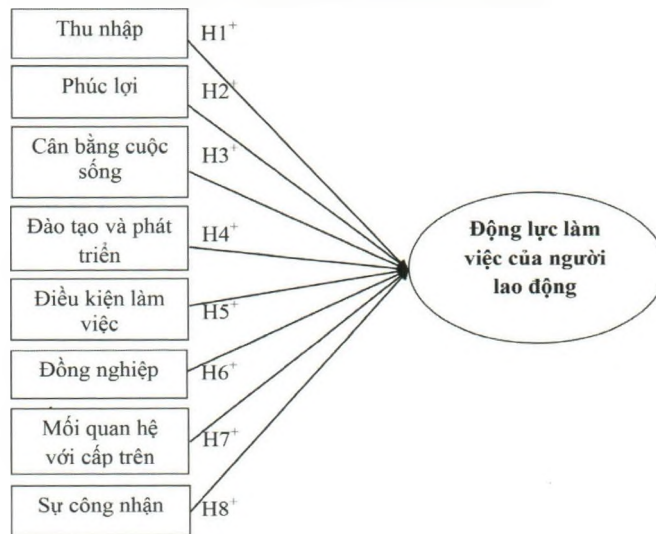 Thu nhập
H1+
Phúc lợi
H2+
Cân bằng cuộc
sống
H3+
Đào tạo và phát
triển
H4+
Điều kiện làm
việc
H5+
Đồng nghiệp
H6+
Mối quan hệ
với cấp trên
H7+
Sự công nhận
H8+
Động lực làm
việc của người
lao động